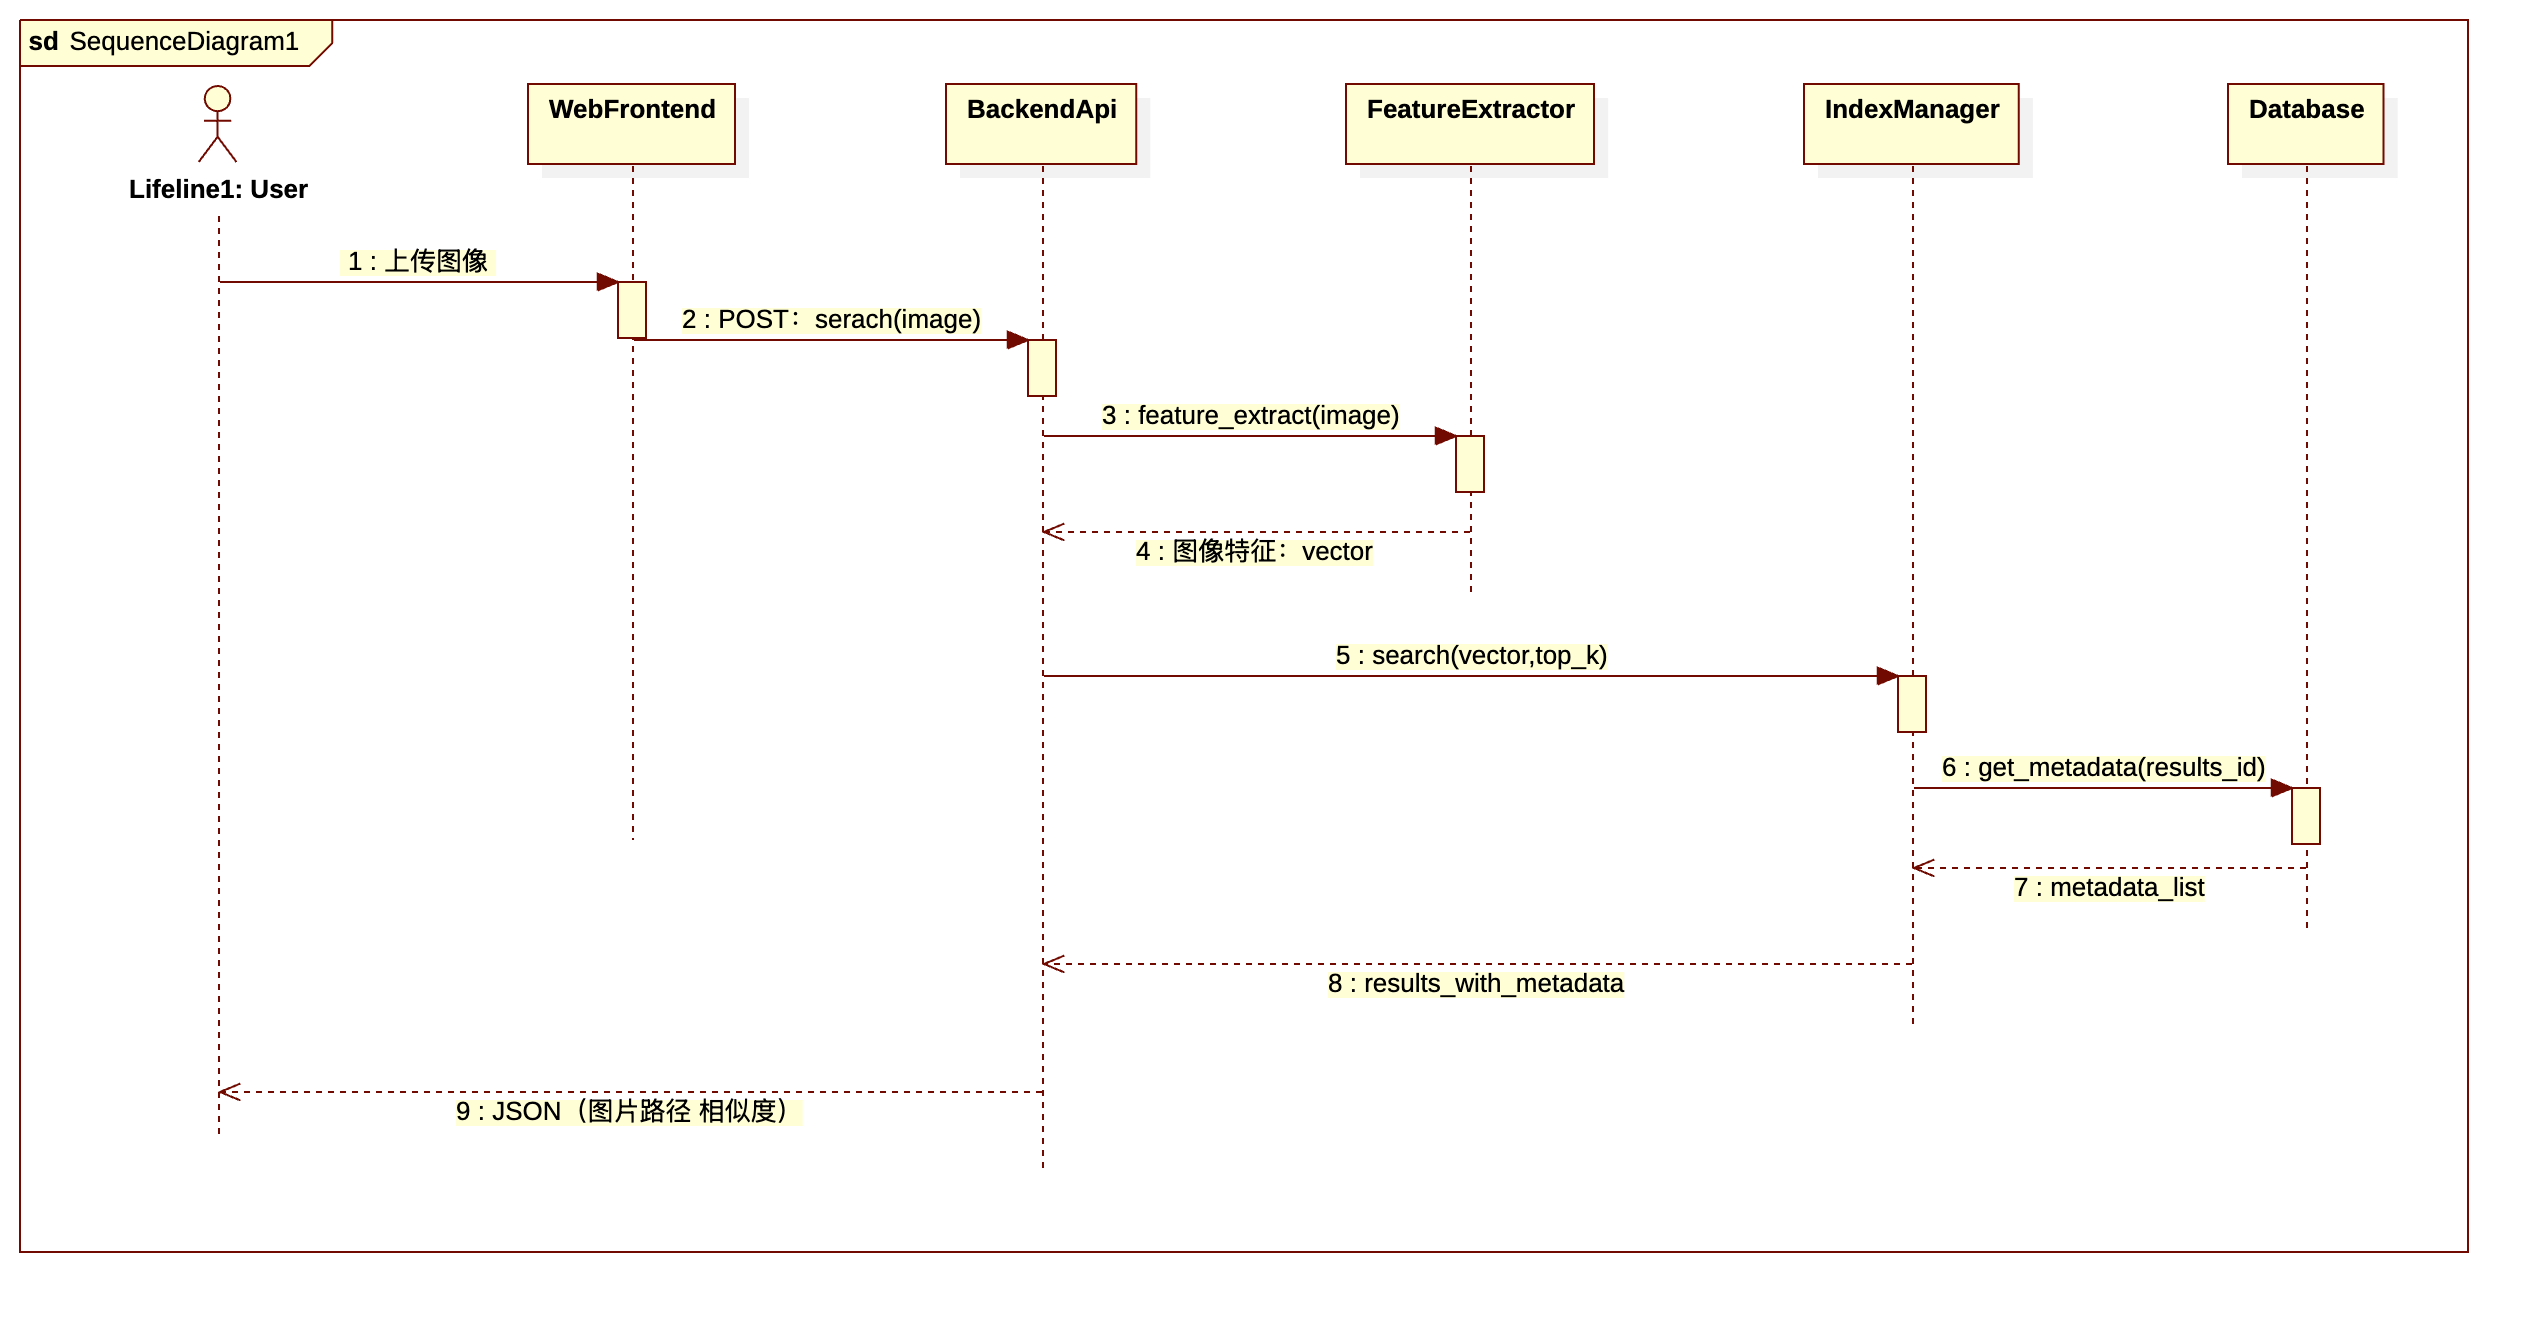 sd SequenceDiagram1
Lifeline1: User
WebFrontend
BackendApi
FeatureExtractor
IndexManager
Database
1 : 上传图像
2 : POST：serach(image)
3 : feature_extract(image)
4 : 图像特征：vector
5 : search(vector,top_k)
6 : get_metadata(results_id)
7 : metadata_list
8 : results_with_metadata
9 : JSON（图片路径 相似度）